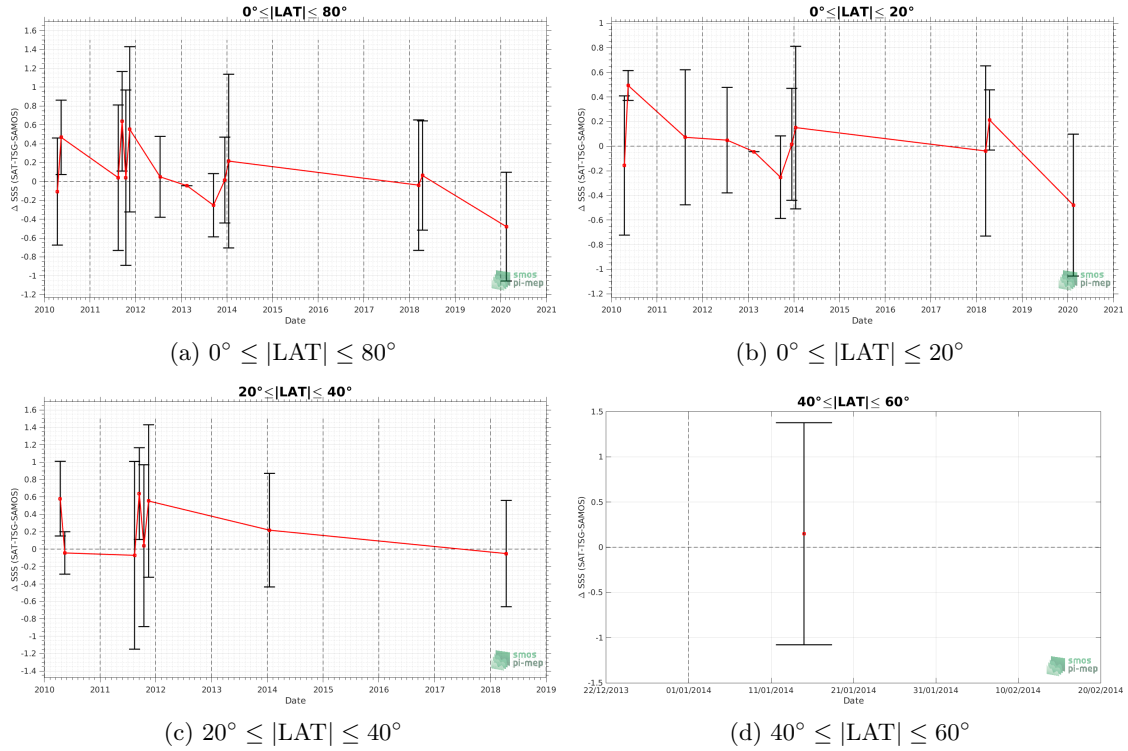 0°≤|LAT|≤ 80°
1.6
1.4
1.2
1
0.8
0.6
0.4
0.2
0
-0.2
-0.4
-0.6
-0.8
-1
-1.2
Δ SSS (SAT-TSG-SAMOS)
2010 2011 2012 2013 2014 2015 2016 2017 2018 2019 2020 2021
Date
smos
pi-mep
(a) 0° ≤ |LAT| ≤ 80°
0°≤|LAT|≤ 20°
1
0.8
0.6
0.4
0.2
0
-0.2
-0.4
-0.6
-0.8
-1
-1.2
Δ SSS (SAT-TSG-SAMOS)
2010 2011 2012 2013 2014 2015 2016 2017 2018 2019 2020 2021
Date
smos
pi-mep
(b) 0° ≤ |LAT| ≤ 20°
20°≤|LAT|≤ 40°
1.6
1.4
1.2
1
0.8
0.6
0.4
0.2
0
-0.2
-0.4
-0.6
-0.8
-1
-1.2
-1.4
Δ SSS (SAT-TSG-SAMOS)
2010 2011 2012 2013 2014 2015 2016 2017 2018 2019
Date
smos
pi-mep
(c) 20° ≤ |LAT| ≤ 40°
40°≤|LAT|≤ 60°
1.5
1
0.5
0
-0.5
-1
-1.5
Δ SSS (SAT-TSG-SAMOS)
22/12/2013 01/01/2014 11/01/2014 21/01/2014 31/01/2014 10/02/2014 20/02/2014
Date
smos
pi-mep
(d) 40° ≤ |LAT| ≤ 60°